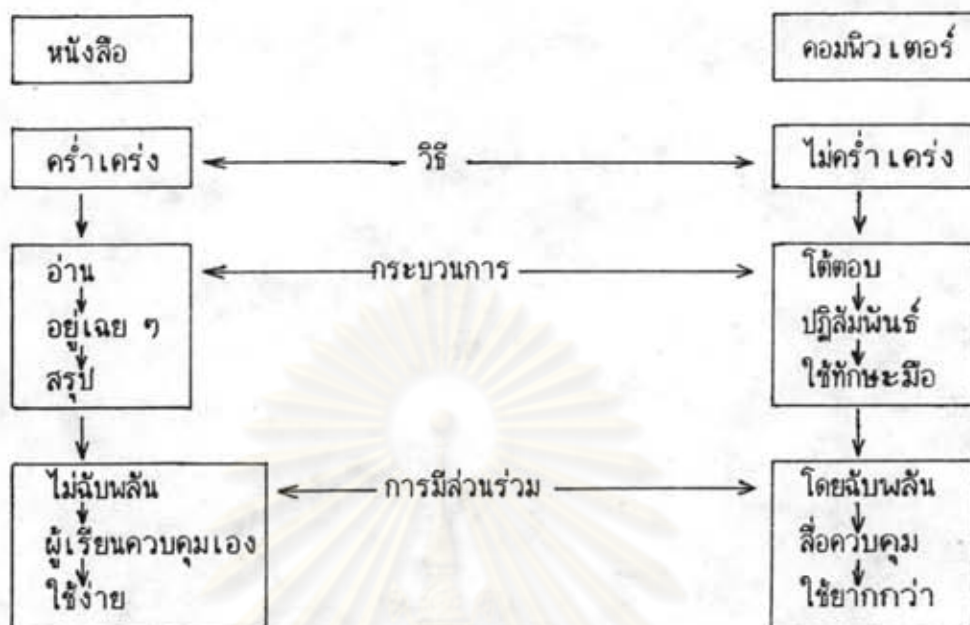 หนังสือ
คอมพิวเตอร์
คร่ำเคร่ง
วิธี
ไม่คร่ำเคร่ง
อ่าน
อยู่เฉย ๆ
สรุป
กระบวนการ
โต้ตอบ
ปฏิสัมพันธ์
ใช้ทักษะมือ
ไม่ฉับพลัน
ผู้เรียนควบคุมเอง
ใช้ง่าย
การมีส่วนร่วม
โดยฉับพลัน
สื่อควบคุม
ใช้ยากกว่า